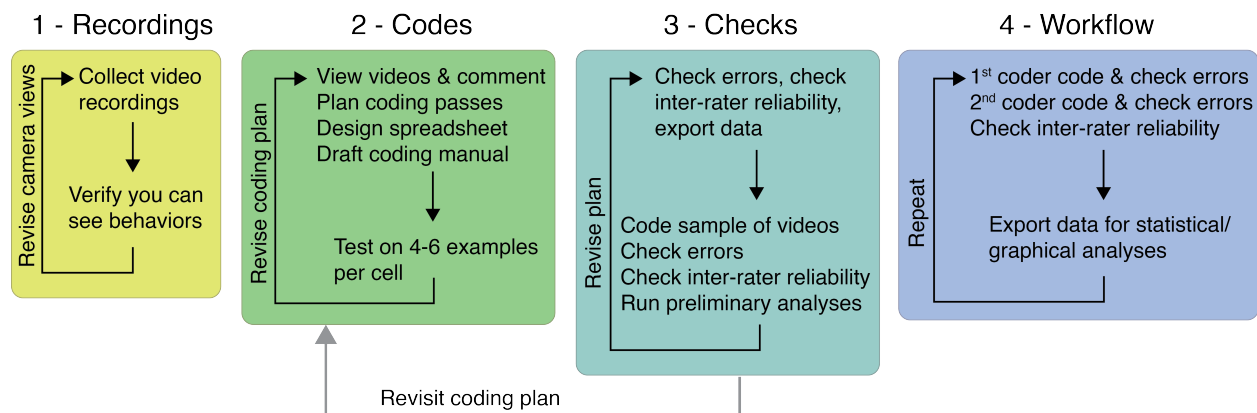 1 - Recordings
Revise camera views
Collect video
recordings
Verify you can
see behaviors
2 - Codes
Revise coding plan
View videos & comment
Plan coding passes
Design spreadsheet
Draft coding manual
Test on 4-6 examples
per cell
3 - Checks
Revise plan
Check errors, check
inter-rater reliability,
export data
Code sample of videos
Check errors
Check inter-rater reliability
Run preliminary analyses
4 - Workflow
Repeat
1st coder code & check errors
2nd coder code & check errors
Check inter-rater reliability
Export data for statistical/
graphical analyses
Revisit coding plan